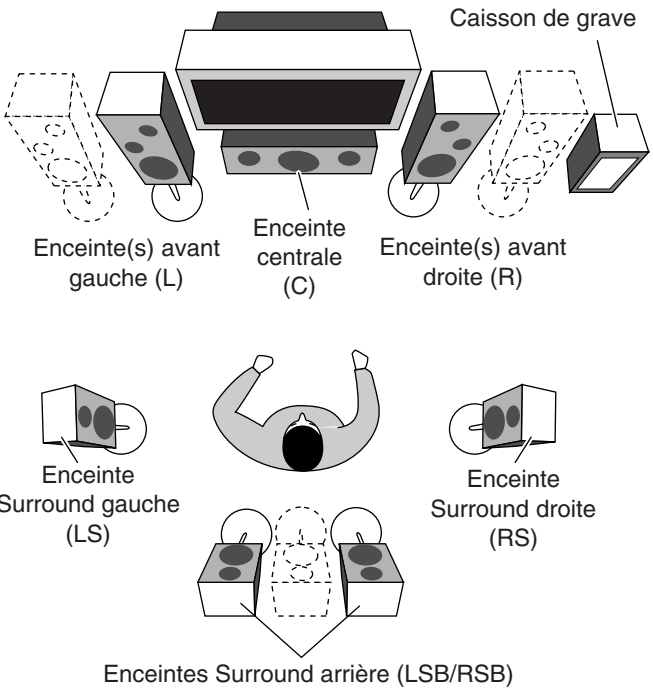 Caisson de grave
Enceinte(s) avant
gauche (L)
Enceinte
centrale
(C)
Enceinte(s) avant
droite (R)
Enceinte
Surround gauche
(LS)
Enceinte
Surround droite
(RS)
Enceintes Surround arrière (LSB/RSB)